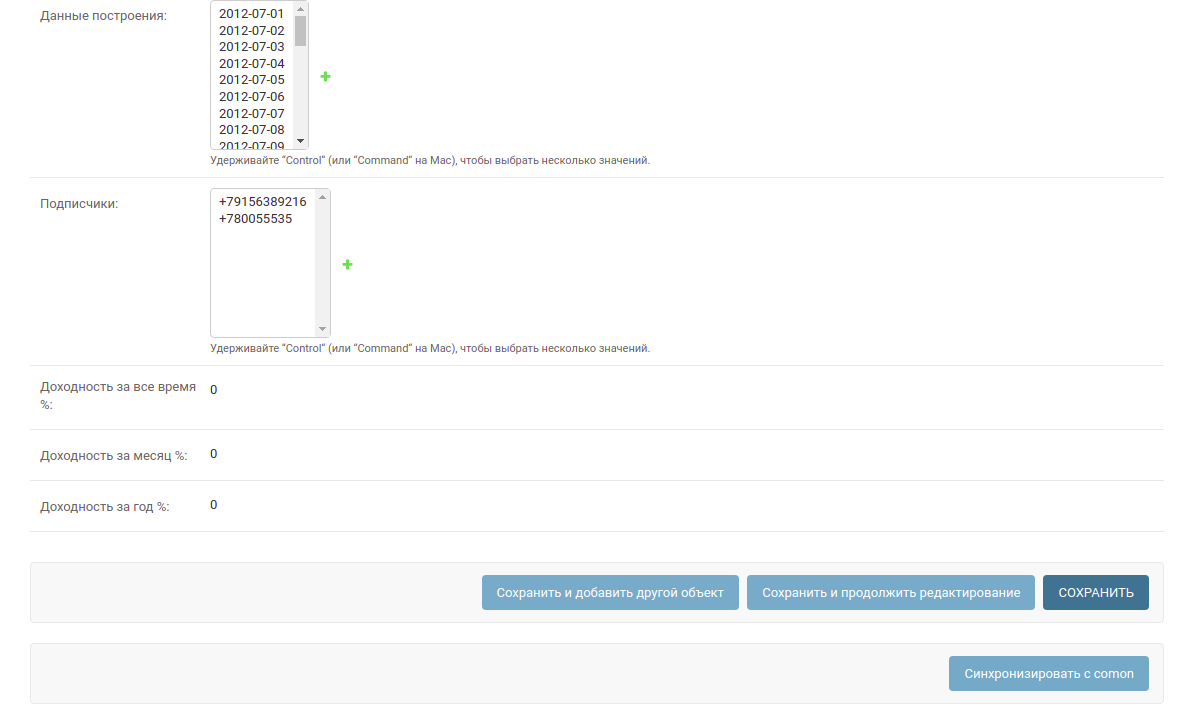 Данные построения:
2012-07-01
2012-07-02
2012-07-03
2012-07-04
2012-07-05
2012-07-06
2012-07-07
2012-07-08
2012-07-09
Удерживайте “Control“ (или “Command“ на Mac), чтобы выбрать несколько значений.
Подписчики:
+79156389216
+780055535
Удерживайте “Control“ (или “Command“ на Mac), чтобы выбрать несколько значений.
Доходность за все время
%:
0
Доходность за месяц %:
0
Доходность за год %:
0
Сохранить и добавить другой объект
Сохранить и продолжить редактирование
СОХРАНИТЬ
Синхронизировать с comon